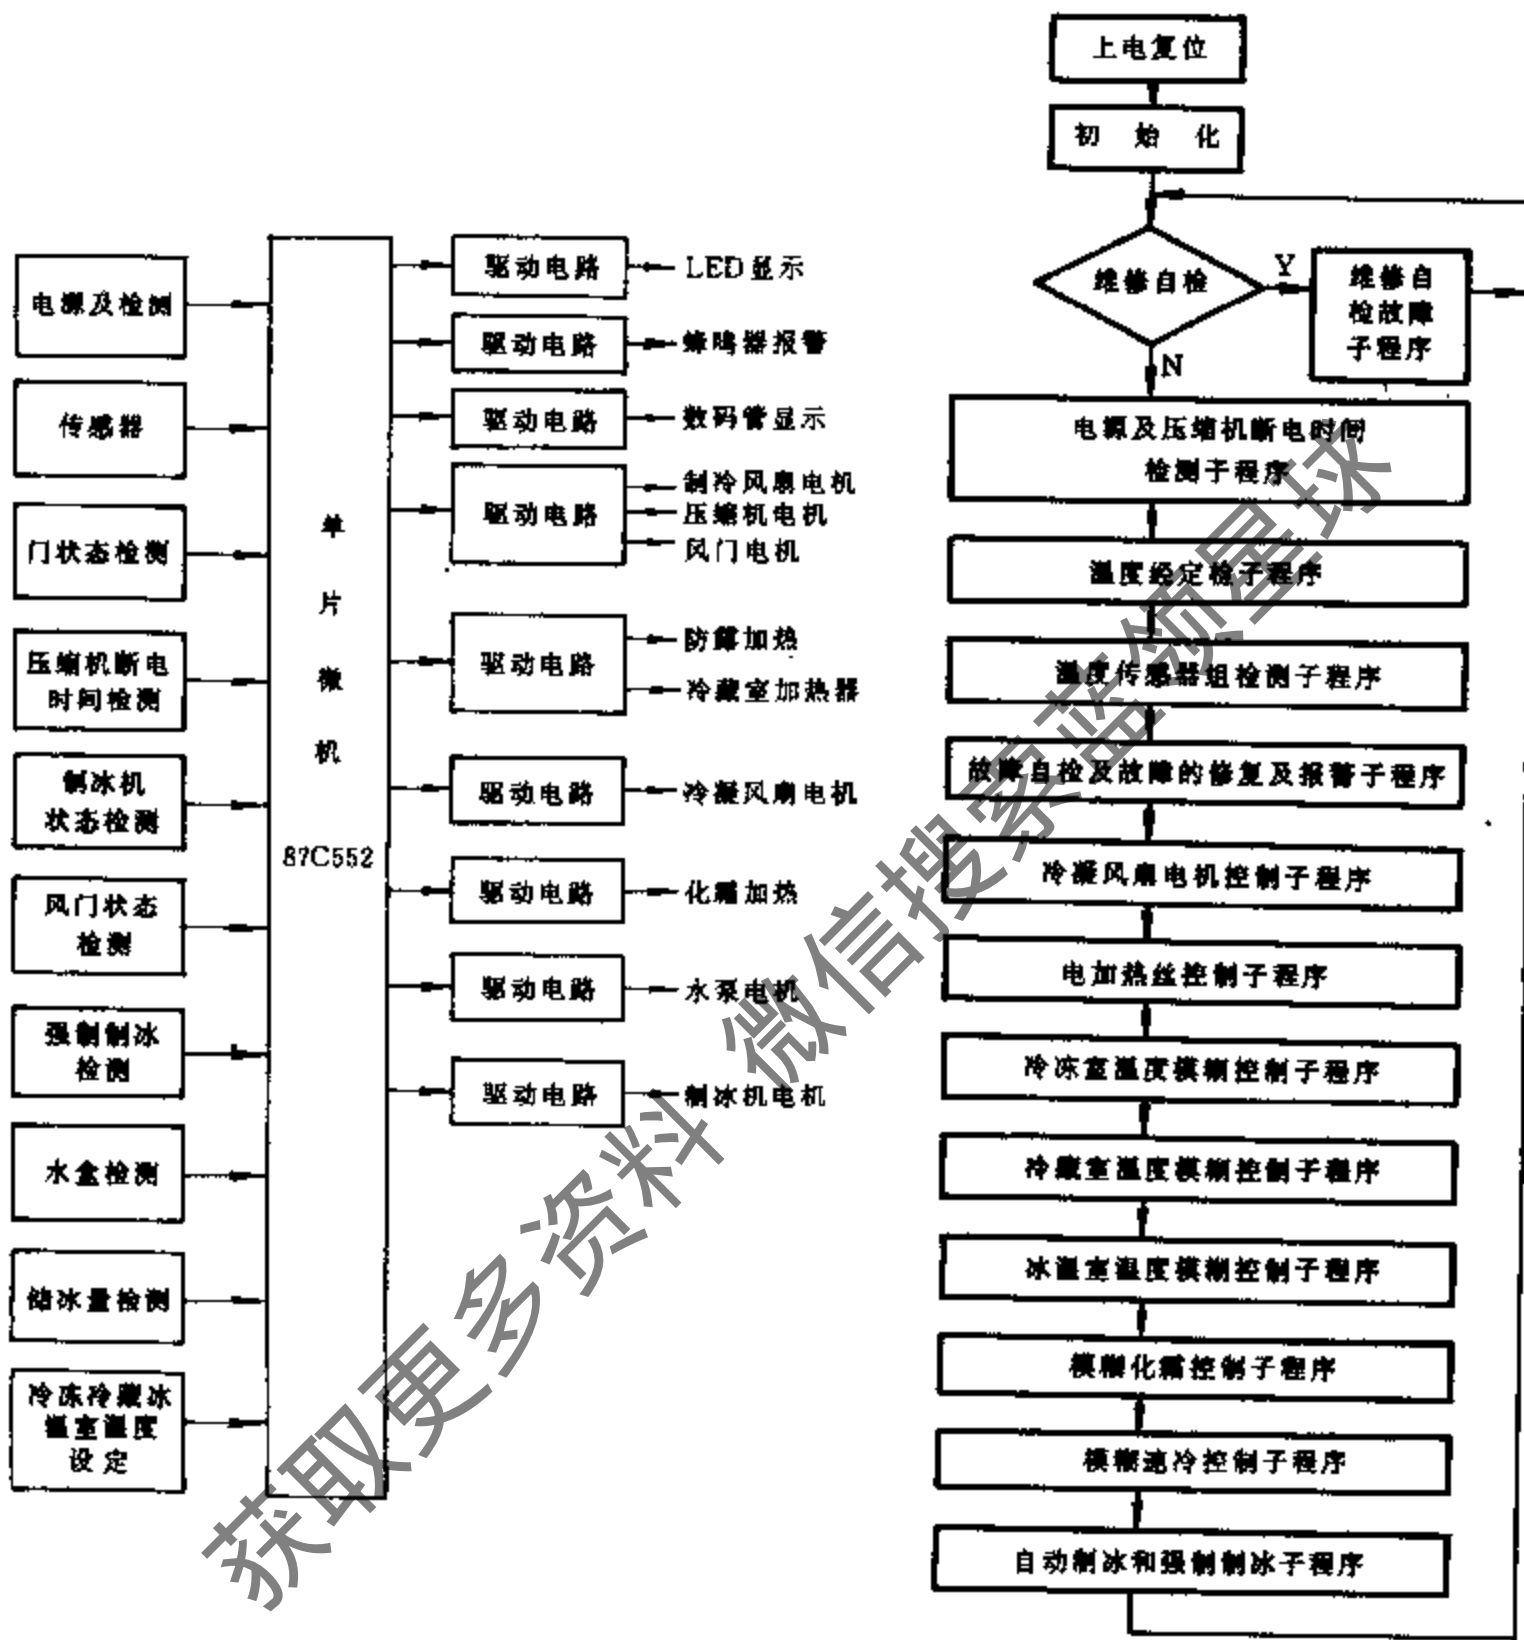 电源及检测
传感器
门状态检测
压缩机断电
时间检测
制冰机
状态检测
风门状态
检测
强制制冰
检测
水盒检测
储冰量检测
冷冻冷藏冰
温室温度
设定
单
片
微
机
87C552
驱动电路
LED显示
驱动电路
蜂鸣器报警
驱动电路
数码管显示
驱动电路
制冷风扇电机
压缩机电机
风门电机
驱动电路
防露加热
冷藏室加热器
驱动电路
冷凝风扇电机
驱动电路
化霜加热
驱动电路
水泵电机
驱动电路
制冰机电机
上电复位
初始化
维修自检
Y
维修自
检故障
子程序
N
电源及压缩机断电时间
检测子程序
温度经定检子程序
温度传感器组检测子程序
故障自检及故障的修复及报警子程序
冷凝风扇电机控制子程序
电加热丝控制子程序
冷冻室温度模糊控制子程序
冷藏室温度模糊控制子程序
冰温室温度模糊控制子程序
模糊化霜控制子程序
模糊速冷控制子程序
自动制冰和强制制冰子程序
获取更多资料 微信搜索蓝领星球